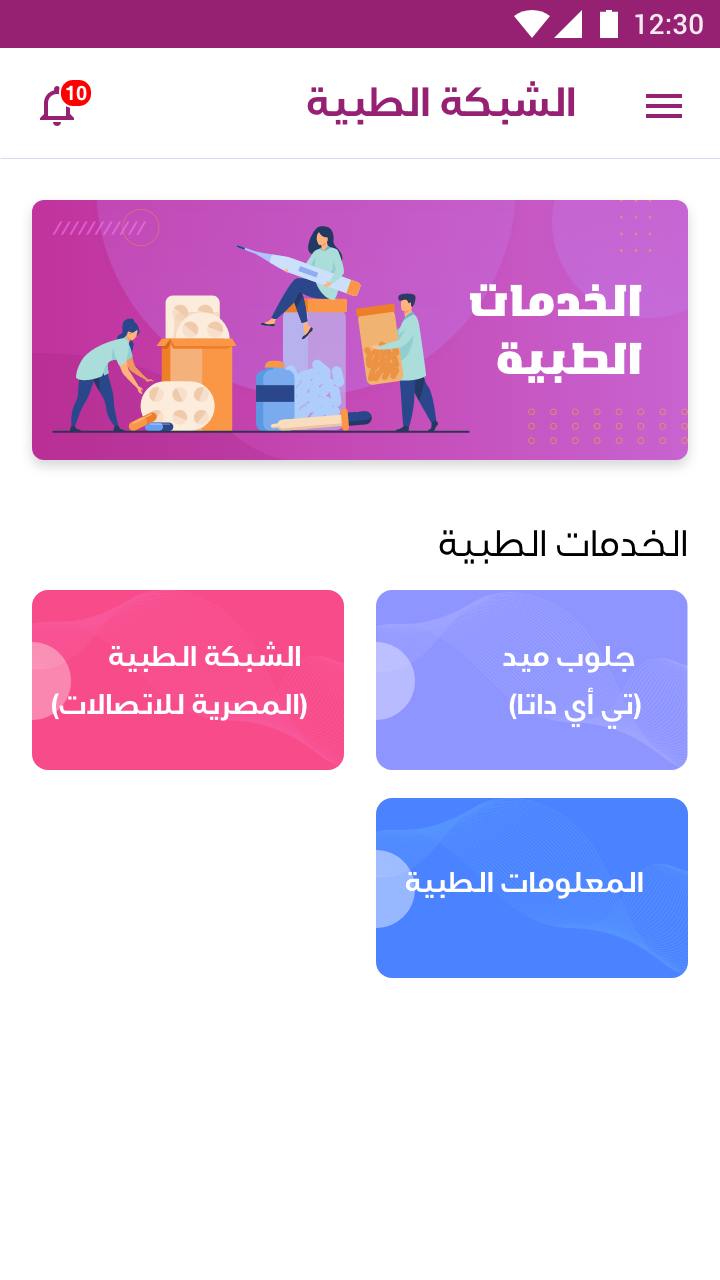 12:30
الشبكة الطبية
10
الخدمات
الطبية
الخدمات الطبية
جلوب ميد
(تي أي داتا)
الشبكة الطبية
(المصرية للاتصالات)
المعلومات الطبية